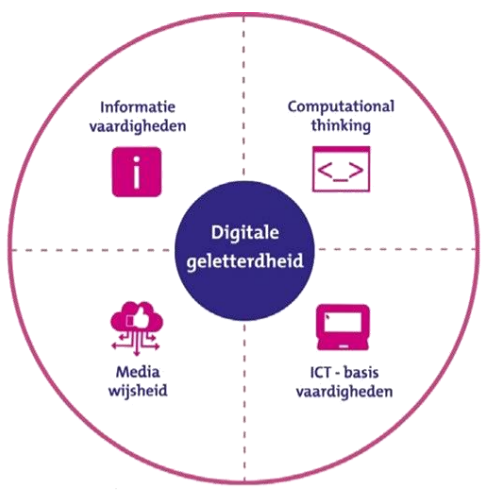 Informatie
vaardigheden
Computational
thinking
i
<_>
Digitale
geletterdheid
Media
wijsheid
ICT - basis
vaardigheden